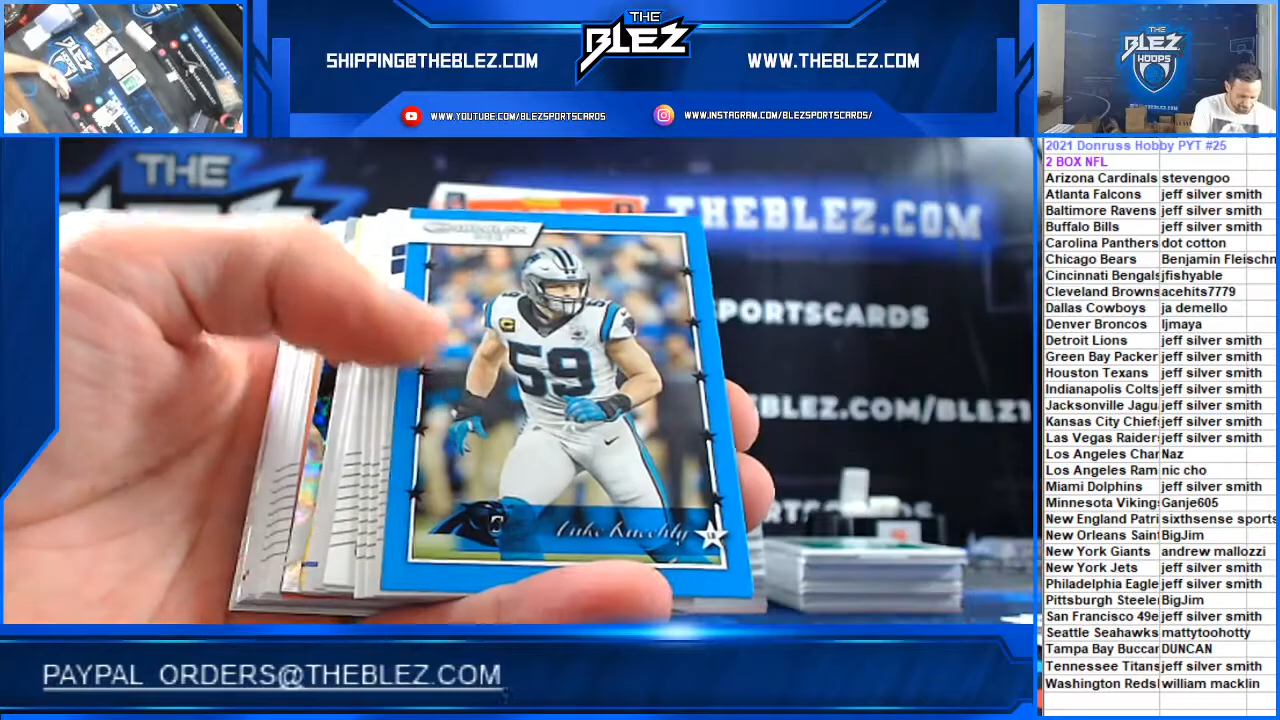 SHIPPING@THEBLEZ.COM
THE
BLEZ
WWW.THEBLEZ.COM
WWW.YOUTUBE.COM/BLEZSPORTSCARDS
WWW.INSTAGRAM.COM/BLEZSPORTSCARDS/
THE
BLEZ
HOOPS
THE
THEBLEZ.COM
SPORTSCARDS
BLEZ.COM/BLEZ1
59
59
Luke Kuechly
LB
2021 Donruss Hobby PYT #25
2 BOX NFL
Arizona Cardinals stevengoo
Atlanta Falcons jeff silver smith
Baltimore Ravens jeff silver smith
Buffalo Bills jeff silver smith
Carolina Panthers dot cotton
Chicago Bears Benjamin Fleischn
Cincinnati Bengals jfishyable
Cleveland Browns acehits7779
Dallas Cowboys ja demello
Denver Broncos ljmaya
Detroit Lions jeff silver smith
Green Bay Packer jeff silver smith
Houston Texans jeff silver smith
Indianapolis Colts jeff silver smith
Jacksonville Jagu jeff silver smith
Kansas City Chief jeff silver smith
Las Vegas Raider jeff silver smith
Los Angeles Char Naz
Los Angeles Ram nic cho
Miami Dolphins jeff silver smith
Minnesota Viking Ganje605
New England Patri sixthsense sports
New Orleans Saint BigJim
New York Giants andrew mallozzi
New York Jets jeff silver smith
Philadelphia Eagle jeff silver smith
Pittsburgh Steele BigJim
San Francisco 49e jeff silver smith
Seattle Seahawks mattytoohotty
Tampa Bay Buccar DUNCAN
Tennessee Titans jeff silver smith
Washington Reds william macklin
PAYPAL ORDERS@THEBLEZ.COM